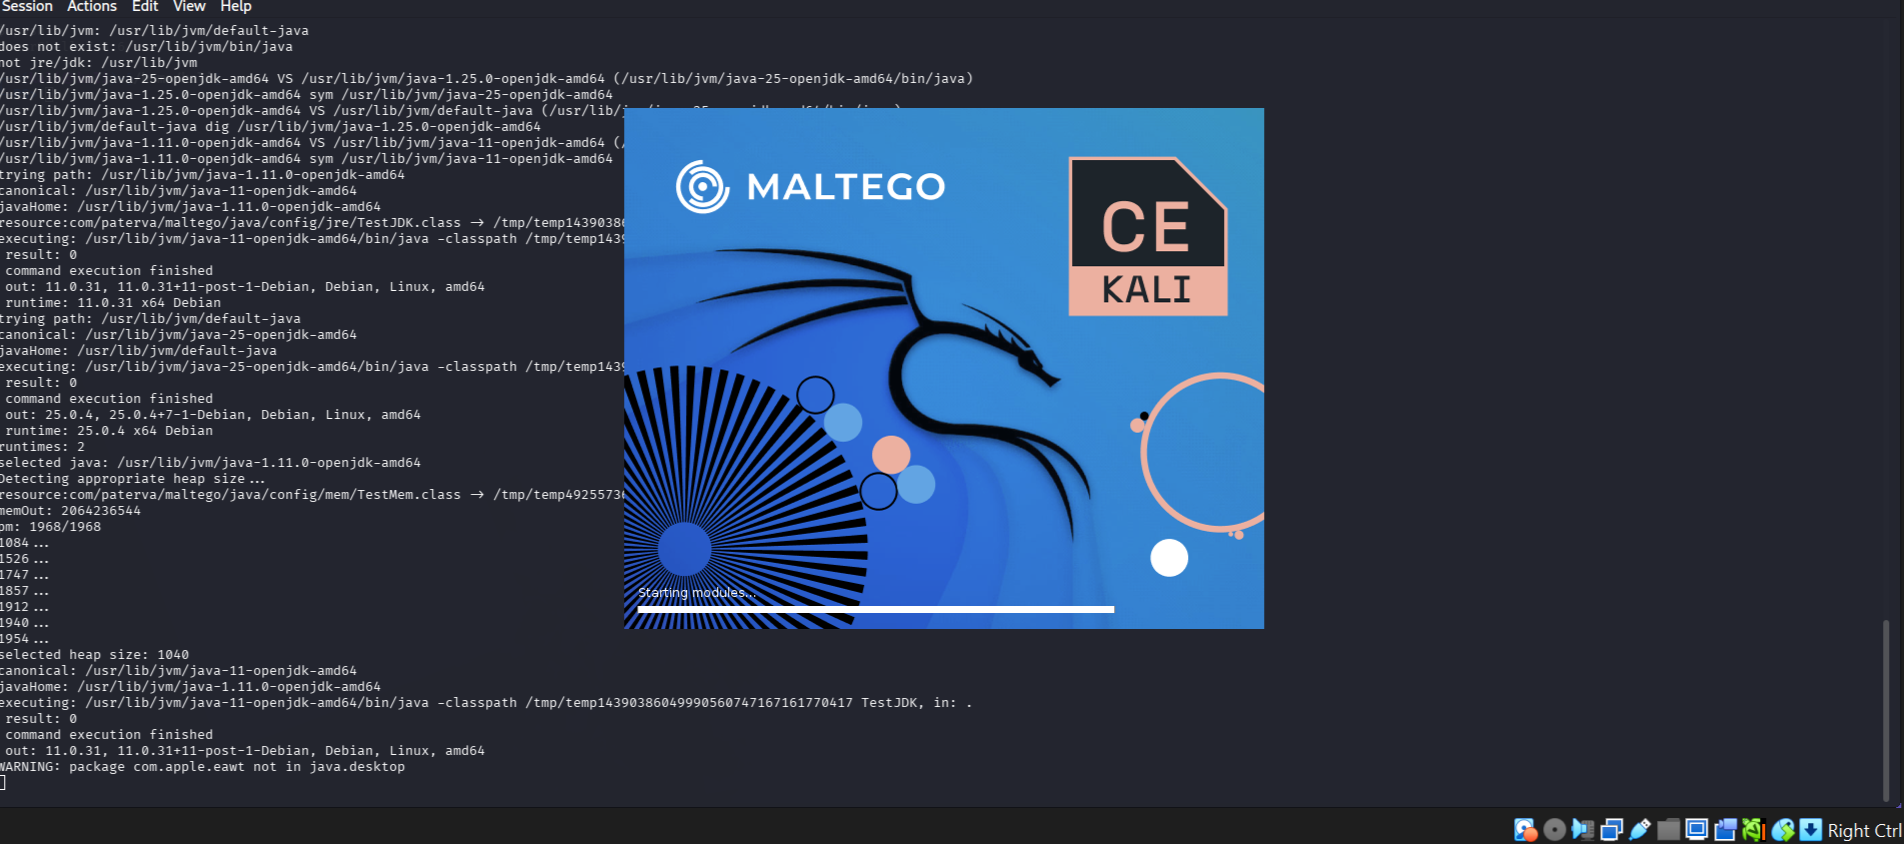 Session Actions Edit View Help
/usr/lib/jvm: /usr/lib/jvm/default-java
does not exist: /usr/lib/jvm/bin/java
not jre/jdk: /usr/lib/jvm
/usr/lib/jvm/java-25-openjdk-amd64 VS /usr/lib/jvm/java-1.25.0-openjdk-amd64 (/usr/lib/jvm/java-25-openjdk-amd64/bin/java)
/usr/lib/jvm/java-1.25.0-openjdk-amd64 sym /usr/lib/jvm/java-25-openjdk-amd64
/usr/lib/jvm/java-1.25.0-openjdk-amd64 VS /usr/lib/jvm/default-java (/usr/lib/
/usr/lib/jvm/default-java dig /usr/lib/jvm/java-1.25.0-openjdk-amd64
/usr/lib/jvm/java-1.11.0-openjdk-amd64 VS /usr/lib/jvm/java-11-openjdk-amd64 (/
/usr/lib/jvm/java-1.11.0-openjdk-amd64 sym /usr/lib/jvm/java-11-openjdk-amd64
trying path: /usr/lib/jvm/java-1.11.0-openjdk-amd64
canonical: /usr/lib/jvm/java-11-openjdk-amd64
javaHome: /usr/lib/jvm/java-1.11.0-openjdk-amd64
resource:com/paterva/maltego/java/config/jre/TestJDK.class → /tmp/temp1439038
executing: /usr/lib/jvm/java-11-openjdk-amd64/bin/java -classpath /tmp/temp143
result: 0
command execution finished
out: 11.0.31, 11.0.31+11-post-1-Debian, Debian, Linux, amd64
runtime: 11.0.31 x64 Debian
trying path: /usr/lib/jvm/default-java
canonical: /usr/lib/jvm/java-25-openjdk-amd64
javaHome: /usr/lib/jvm/default-java
executing: /usr/lib/jvm/java-25-openjdk-amd64/bin/java -classpath /tmp/temp143
result: 0
command execution finished
out: 25.0.4, 25.0.4+7-1-Debian, Debian, Linux, amd64
runtime: 25.0.4 x64 Debian
runtimes: 2
selected java: /usr/lib/jvm/java-1.11.0-openjdk-amd64
Detecting appropriate heap size...
resource:com/paterva/maltego/java/config/mem/TestMem.class → /tmp/temp4925573
memOut: 2064236544
pm: 1968/1968
1084...
1526...
1747...
1857...
1912...
1940...
1954...
selected heap size: 1040
canonical: /usr/lib/jvm/java-11-openjdk-amd64
javaHome: /usr/lib/jvm/java-1.11.0-openjdk-amd64
executing: /usr/lib/jvm/java-11-openjdk-amd64/bin/java -classpath /tmp/temp14390386049990560747167161770417 TestJDK, in: .
result: 0
command execution finished
out: 11.0.31, 11.0.31+11-post-1-Debian, Debian, Linux, amd64
WARNING: package com.apple.eawt not in java.desktop
MALTEGO
CE
KALI
Starting modules...
Right Ctrl